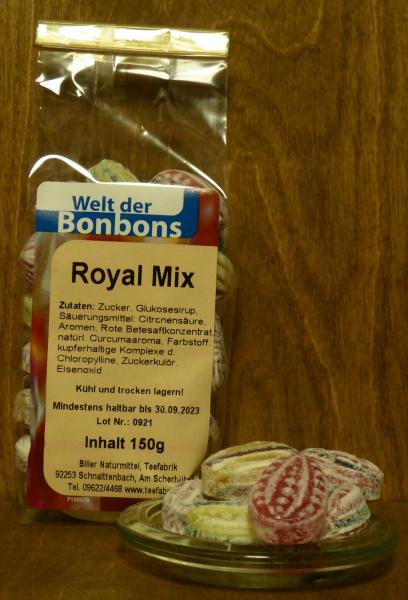 Welt der
Bonbons
Royal Mix
Zutaten: Zucker, Glukosesirup,
Säuerungsmittel: Citronensäure,
Aromen, Rote Betesaftkonzentrat
natürl. Curcumaaroma, Farbstoff
kupferhaltige Komplexe d.
Chloropylline, Zuckerkulör,
Eisenoxid
Kühl und trocken lagern!
Mindestens haltbar bis 30.09.2023
Lot Nr.: 0921
Inhalt 150g
Biller Naturmittel, Teefabrik
92253 Schnaittenbach, Am Scherhübel
Tel. 09622/4468 www.teefab
P150079